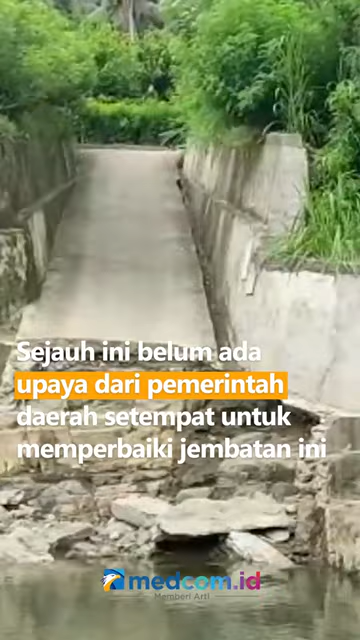 Sejauh ini belum ada
upaya dari pemerintah
daerah setempat untuk
memperbaiki jembatan ini
medcom.id
Memberi Arti